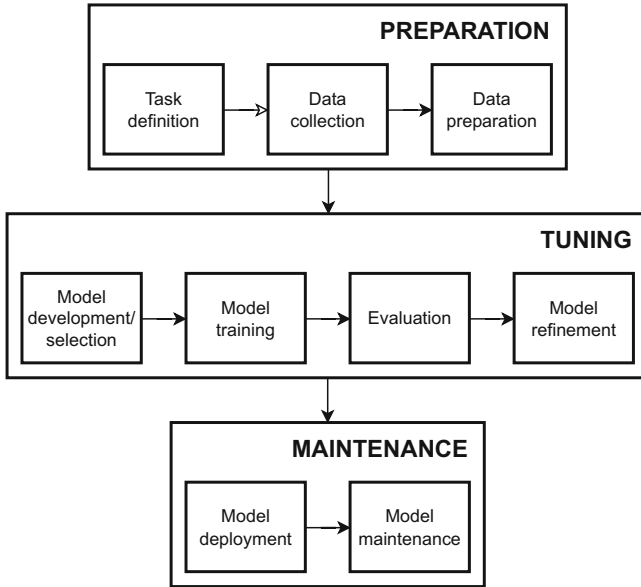 PREPARATION
Task
definition
Data
collection
Data
preparation
TUNING
Model
development/
selection
Model
training
Evaluation
Model
refinement
MAINTENANCE
Model
deployment
Model
maintenance